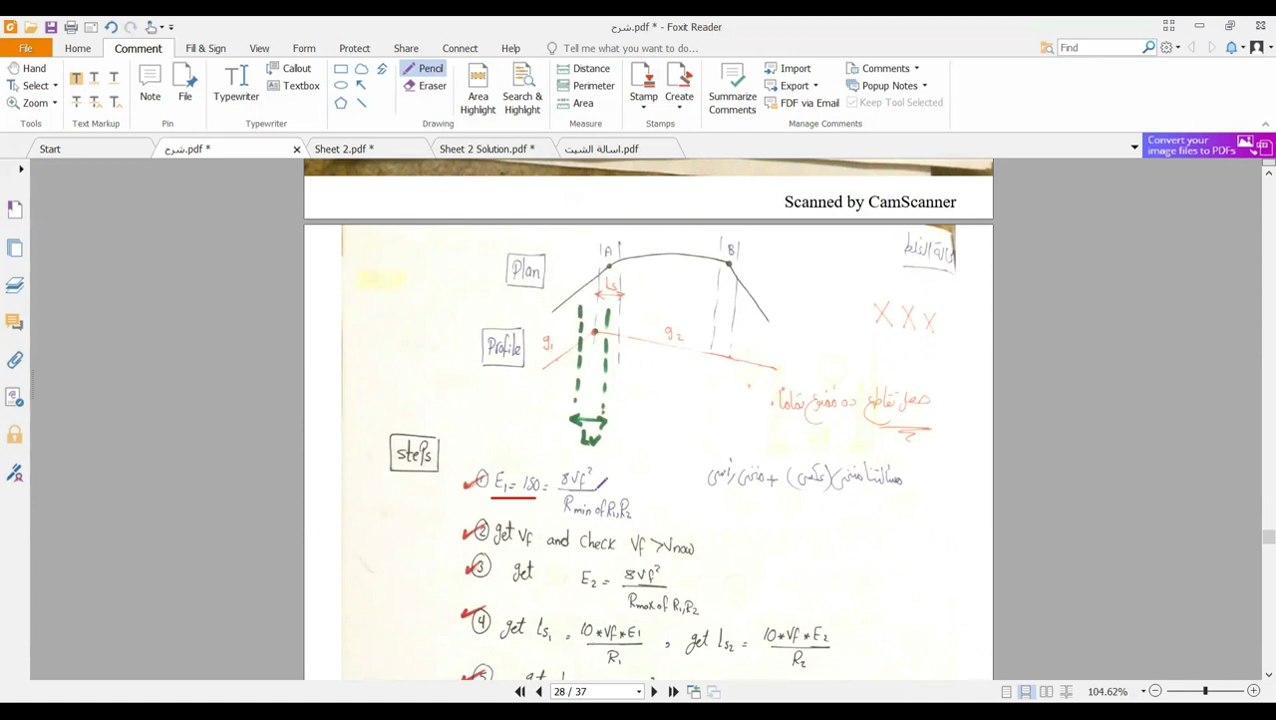 شرح.pdf * - Foxit Reader
File Home Comment Fill & Sign View Form Protect Share Connect Help Tell me what you want to do... Find
Hand Select Zoom
Tools
Text Markup
Note File
Pin
Typewriter Callout Textbox
Typewriter
Pencil Eraser Area Highlight Search & Highlight
Drawing
Distance Perimeter Area
Measure
Stamp Create
Stamps
Summarize Comments Import Export FDF via Email Comments Popup Notes Keep Tool Selected
Manage Comments
Start شرح.pdf * Sheet 2.pdf * Sheet 2 Solution.pdf * اسالة الشيت.pdf
Convert your image files to PDFs
Scanned by CamScanner
Plan A B
Ls
XXX
Profile g1 g2
ده ممنوع تماما.
Lv
steps
① E1 = 180 = 8Vf² / Rmin of R1,R2
② get Vf and check Vf > Vnow
③ get E2 = 8Vf² / Rmax of R1,R2
④ get Ls1 = 10*Vf*E1 / R1 , get Ls2 = 10*Vf*E2 / R2
28 / 37 104.62%